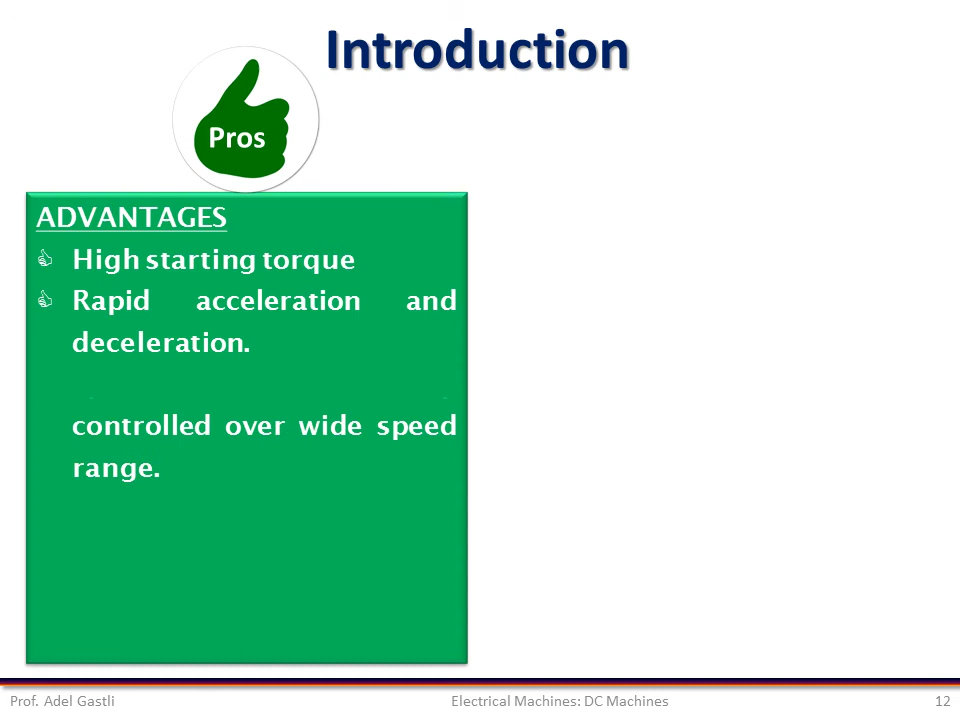 Introduction
Pros
ADVANTAGES
High starting torque
Rapid acceleration and
deceleration.
controlled over wide speed
range.
Prof. Adel Gastli
Electrical Machines: DC Machines
12